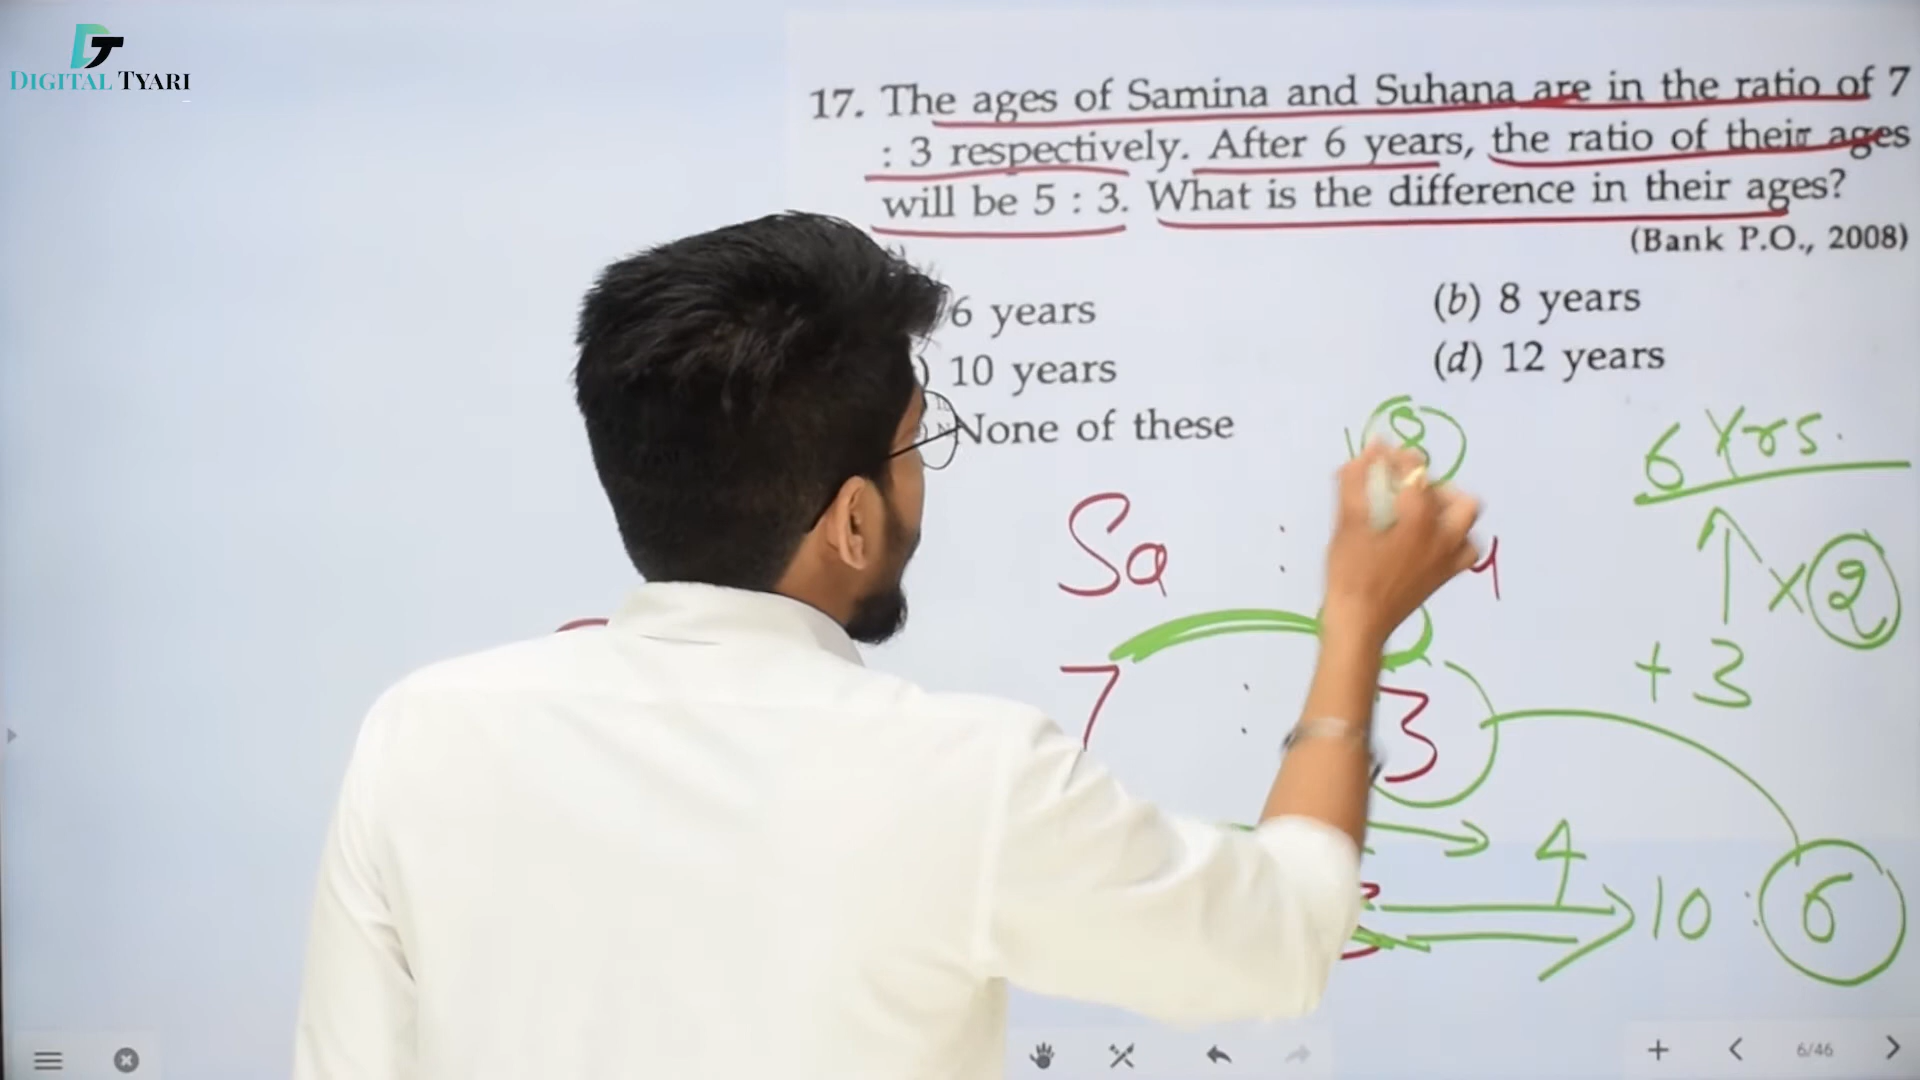 DIGITAL TYARI
17. The ages of Samina and Suhana are in the ratio of 7
: 3 respectively. After 6 years, the ratio of their ages
will be 5 : 3. What is the difference in their ages?
(Bank P.O., 2008)
6 years
(b) 8 years
) 10 years
(d) 12 years
None of these
8
6 Yrs.
Sa :
×2
+3
7 : 3
4
10 : 6
6/46